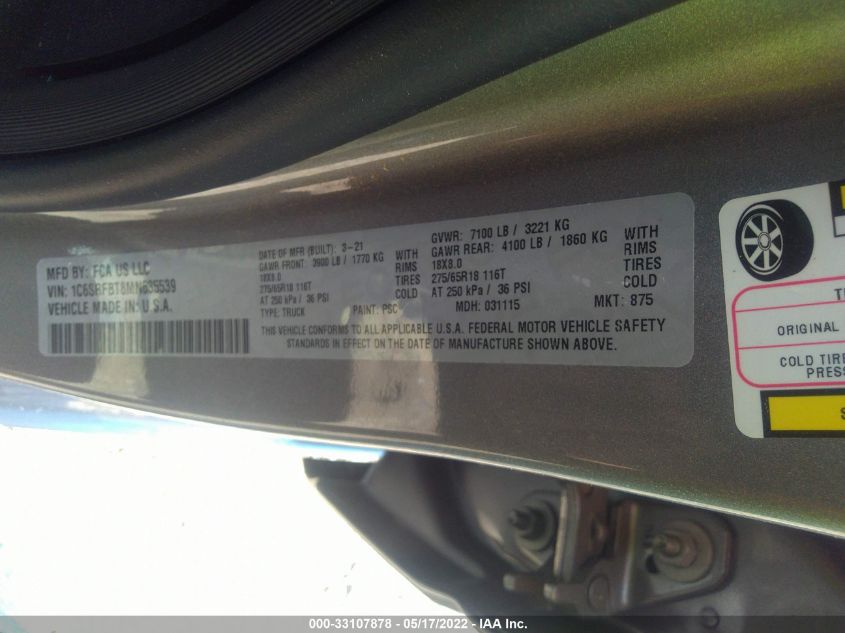 MFD BY: FCA US LLC
VIN: 1C6SRFBT8MN635539
VEHICLE MADE IN: U.S.A.
DATE OF MFR (BUILT): 3-21
GAWR FRONT: 3900 LB / 1770 KG WITH
18X8.0 RIMS
275/65R18 116T TIRES
AT 250 kPa / 36 PSI COLD
TYPE: TRUCK PAINT: PSC
GVWR: 7100 LB / 3221 KG
GAWR REAR: 4100 LB / 1860 KG WITH
18X8.0 RIMS
275/65R18 116T TIRES
AT 250 kPa / 36 PSI COLD
MDH: 031115 MKT: 875
THIS VEHICLE CONFORMS TO ALL APPLICABLE U.S.A. FEDERAL MOTOR VEHICLE SAFETY
STANDARDS IN EFFECT ON THE DATE OF MANUFACTURE SHOWN ABOVE.
ORIGINAL
COLD TIRE
PRESS
S
000-33107878 - 05/17/2022 - IAA Inc.